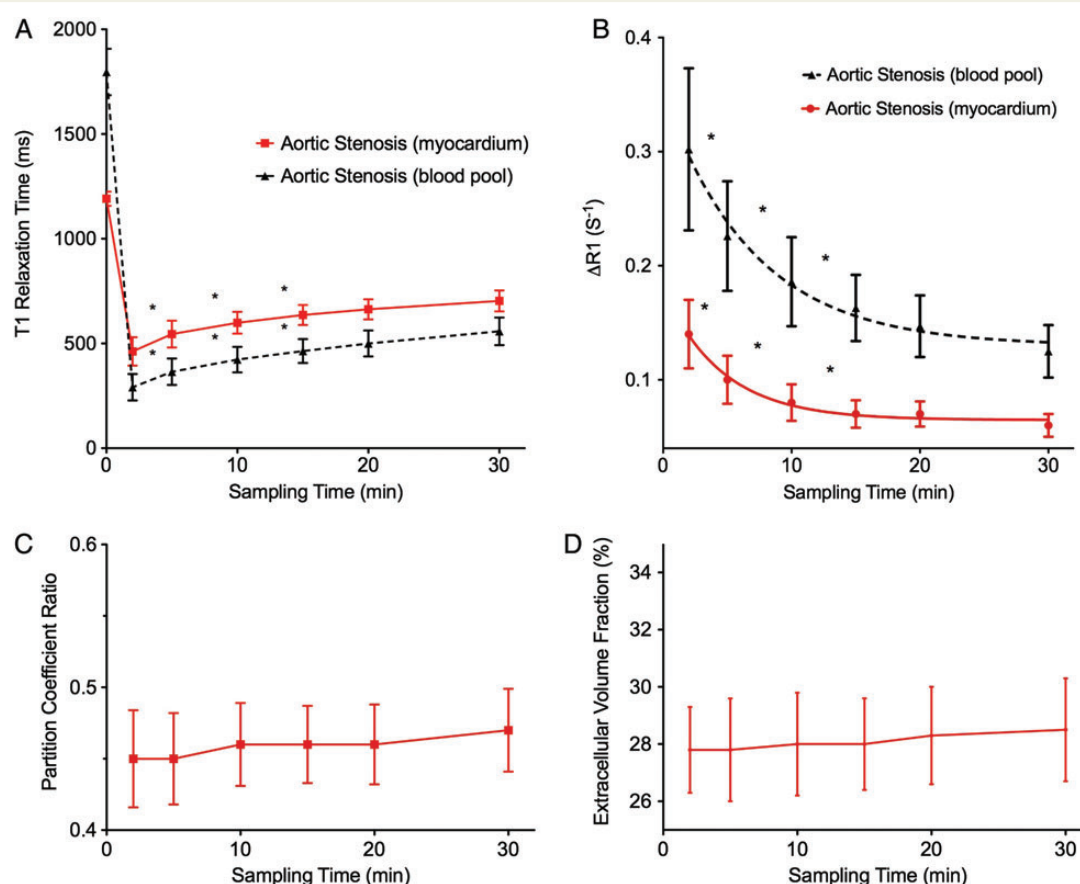 A
T1 Relaxation Time (ms)
2000
1500
1000
500
0
Aortic Stenosis (myocardium)
Aortic Stenosis (blood pool)
* * *
* * *
0 10 20 30
Sampling Time (min)
B
ΔR1 (S⁻¹)
0.4
0.3
0.2
0.1
Aortic Stenosis (blood pool)
Aortic Stenosis (myocardium)
* * *
* * *
0 10 20 30
Sampling Time (min)
C
Partition Coefficient Ratio
0.6
0.5
0.4
0 10 20 30
Sampling Time (min)
D
Extracellular Volume Fraction (%)
34
32
30
28
26
0 10 20 30
Sampling Time (min)